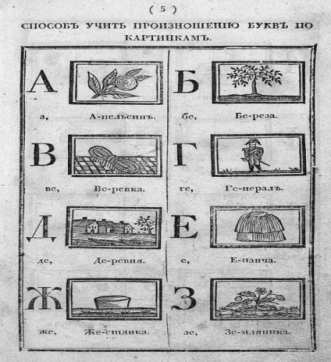 ( 5 )
СПОСОБЪ УЧИТЬ ПРОИЗНОШЕНІЮ БУКВЪ ПО
КАРТИНКАМЪ.
А Б
а, А-пельсинъ. бе, Бе-реза.
В Г
ве, Ве-ревка. ге, Ге-нералъ.
Д Е
де, Де-ревня. е, Е-панча.
Ж З
же, Же-стянка. зе, Зе-мляника.